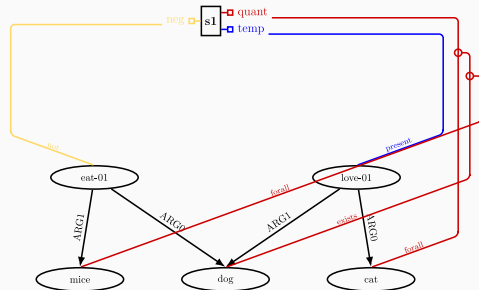 neg s1 quant
temp
present
eat-01 love-01
forall
ARG1 ARG0 ARG1 exists ARG0
forall
mice dog cat